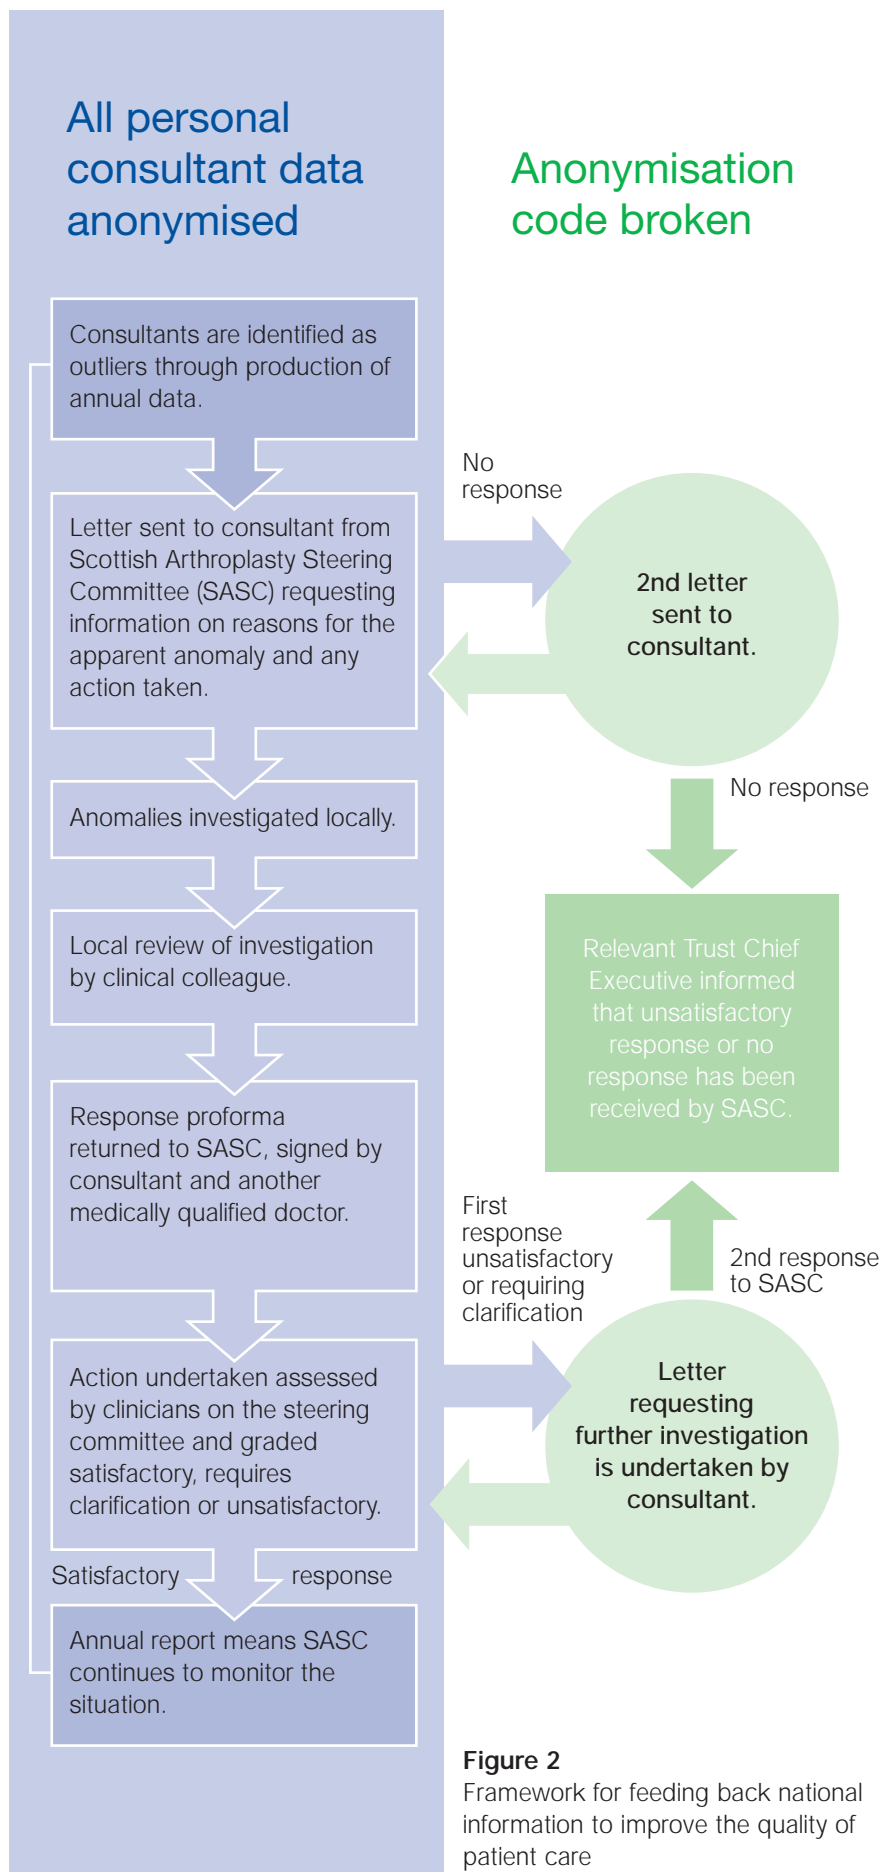 All personal
consultant data
anonymised
Anonymisation
code broken
Consultants are identified as
outliers through production of
annual data.
Letter sent to consultant from
Scottish Arthroplasty Steering
Committee (SASC) requesting
information on reasons for the
apparent anomaly and any
action taken.
No
response
2nd letter
sent to
consultant.
No response
Anomalies investigated locally.
Local review of investigation
by clinical colleague.
Relevant Trust Chief
Executive informed
that unsatisfactory
response or no
response has been
received by SASC.
Response proforma
returned to SASC, signed by
consultant and another
medically qualified doctor.
First
response
unsatisfactory
or requiring
clarification
2nd response
to SASC
Action undertaken assessed
by clinicians on the steering
committee and graded
satisfactory, requires
clarification or unsatisfactory.
Letter
requesting
further investigation
is undertaken by
consultant.
Satisfactory response
Annual report means SASC
continues to monitor the
situation.
Figure 2
Framework for feeding back national
information to improve the quality of
patient care